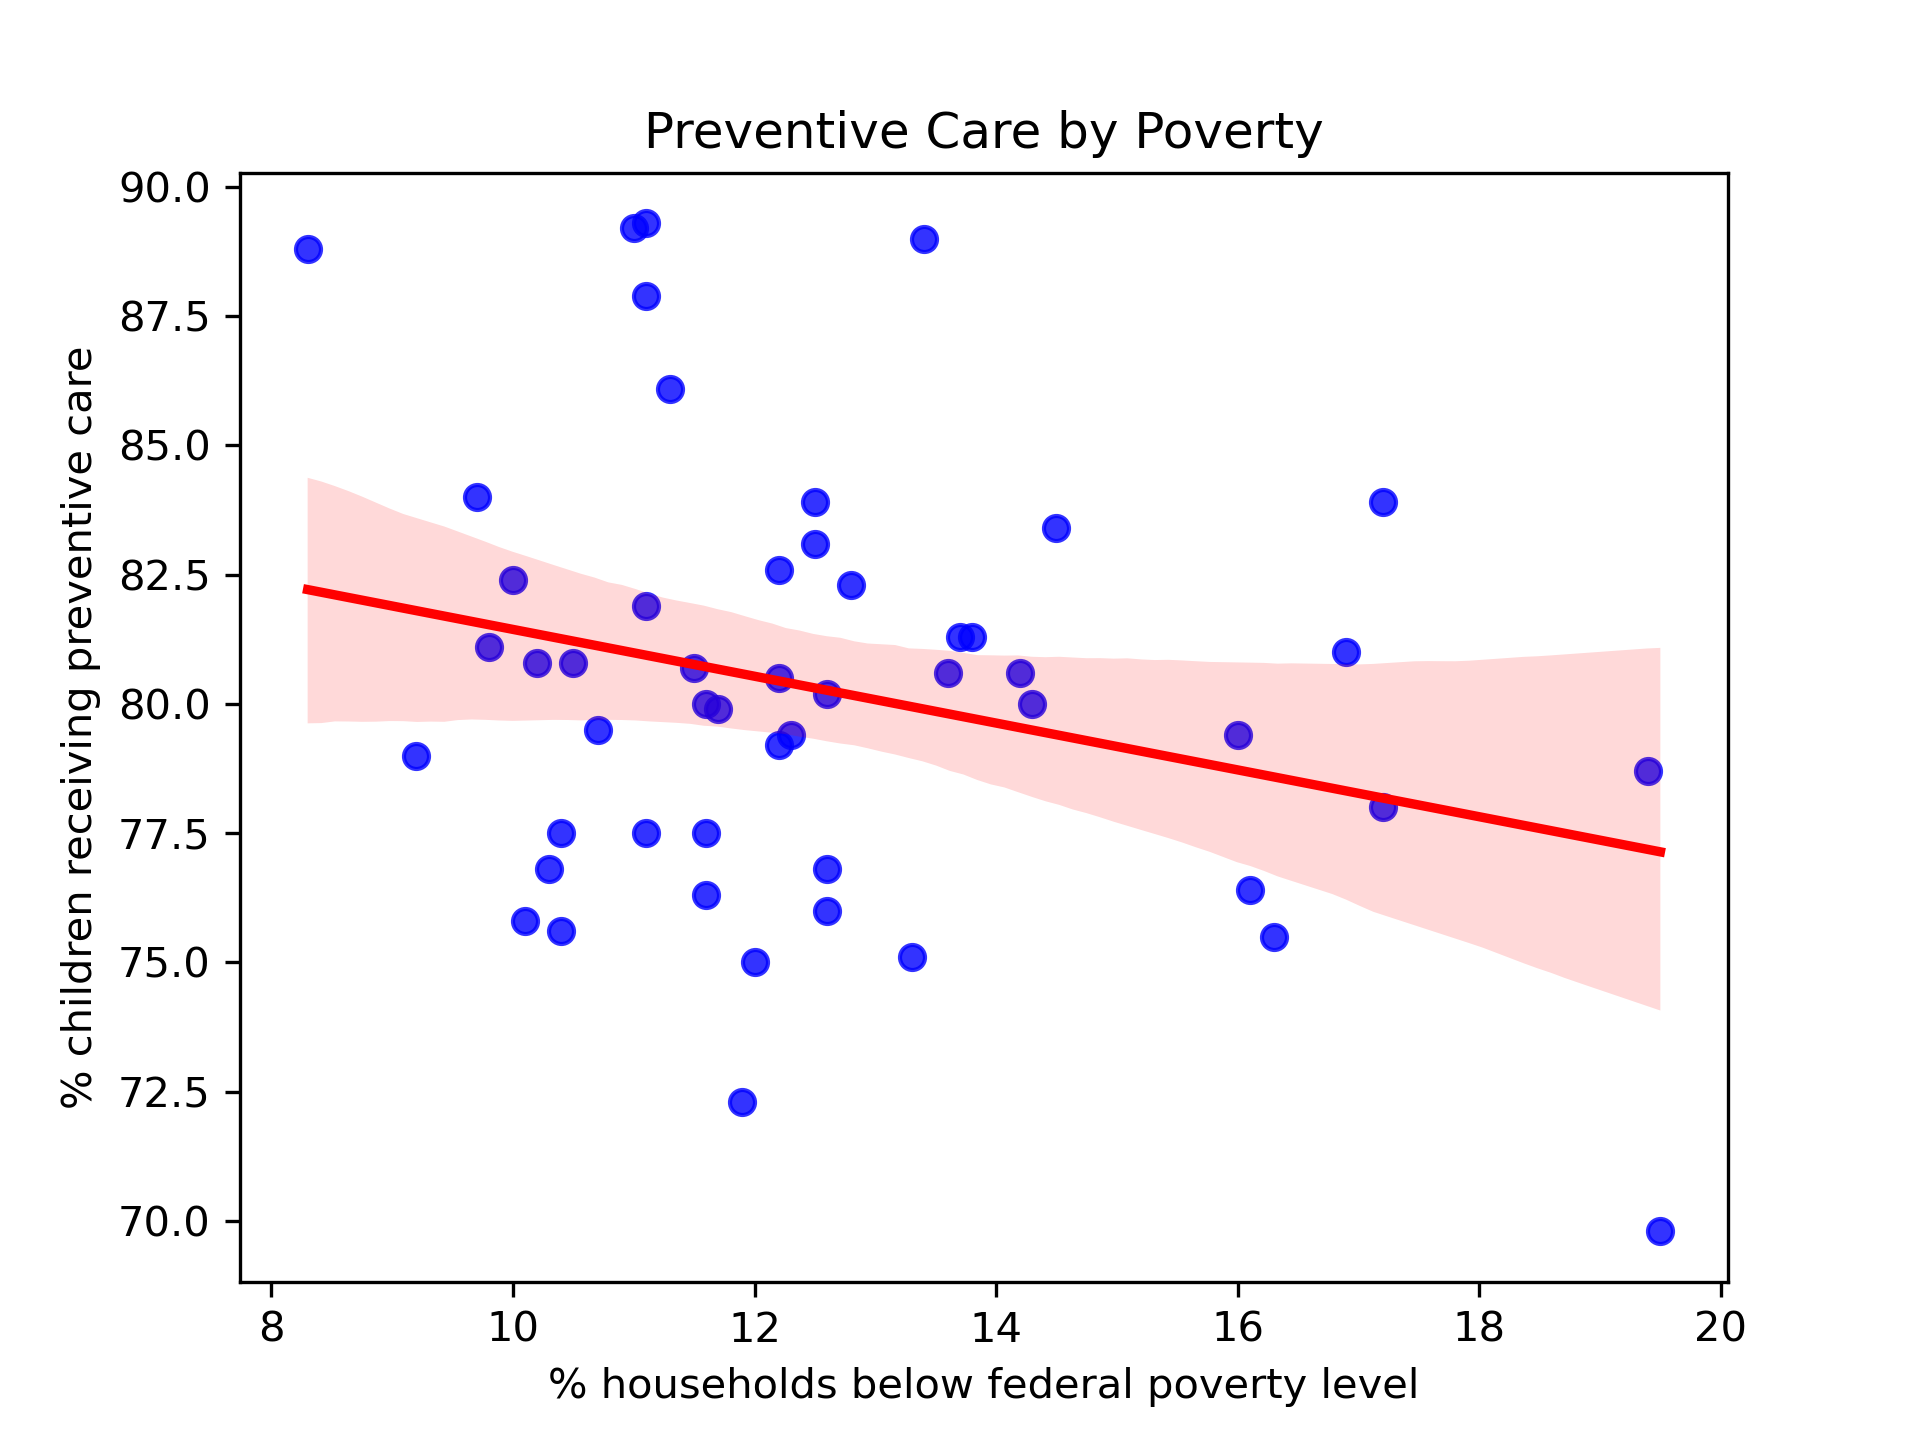 Preventive Care by Poverty
90.0
87.5
85.0
82.5
80.0
77.5
75.0
72.5
70.0
% children receiving preventive care
8 10 12 14 16 18 20
% households below federal poverty level